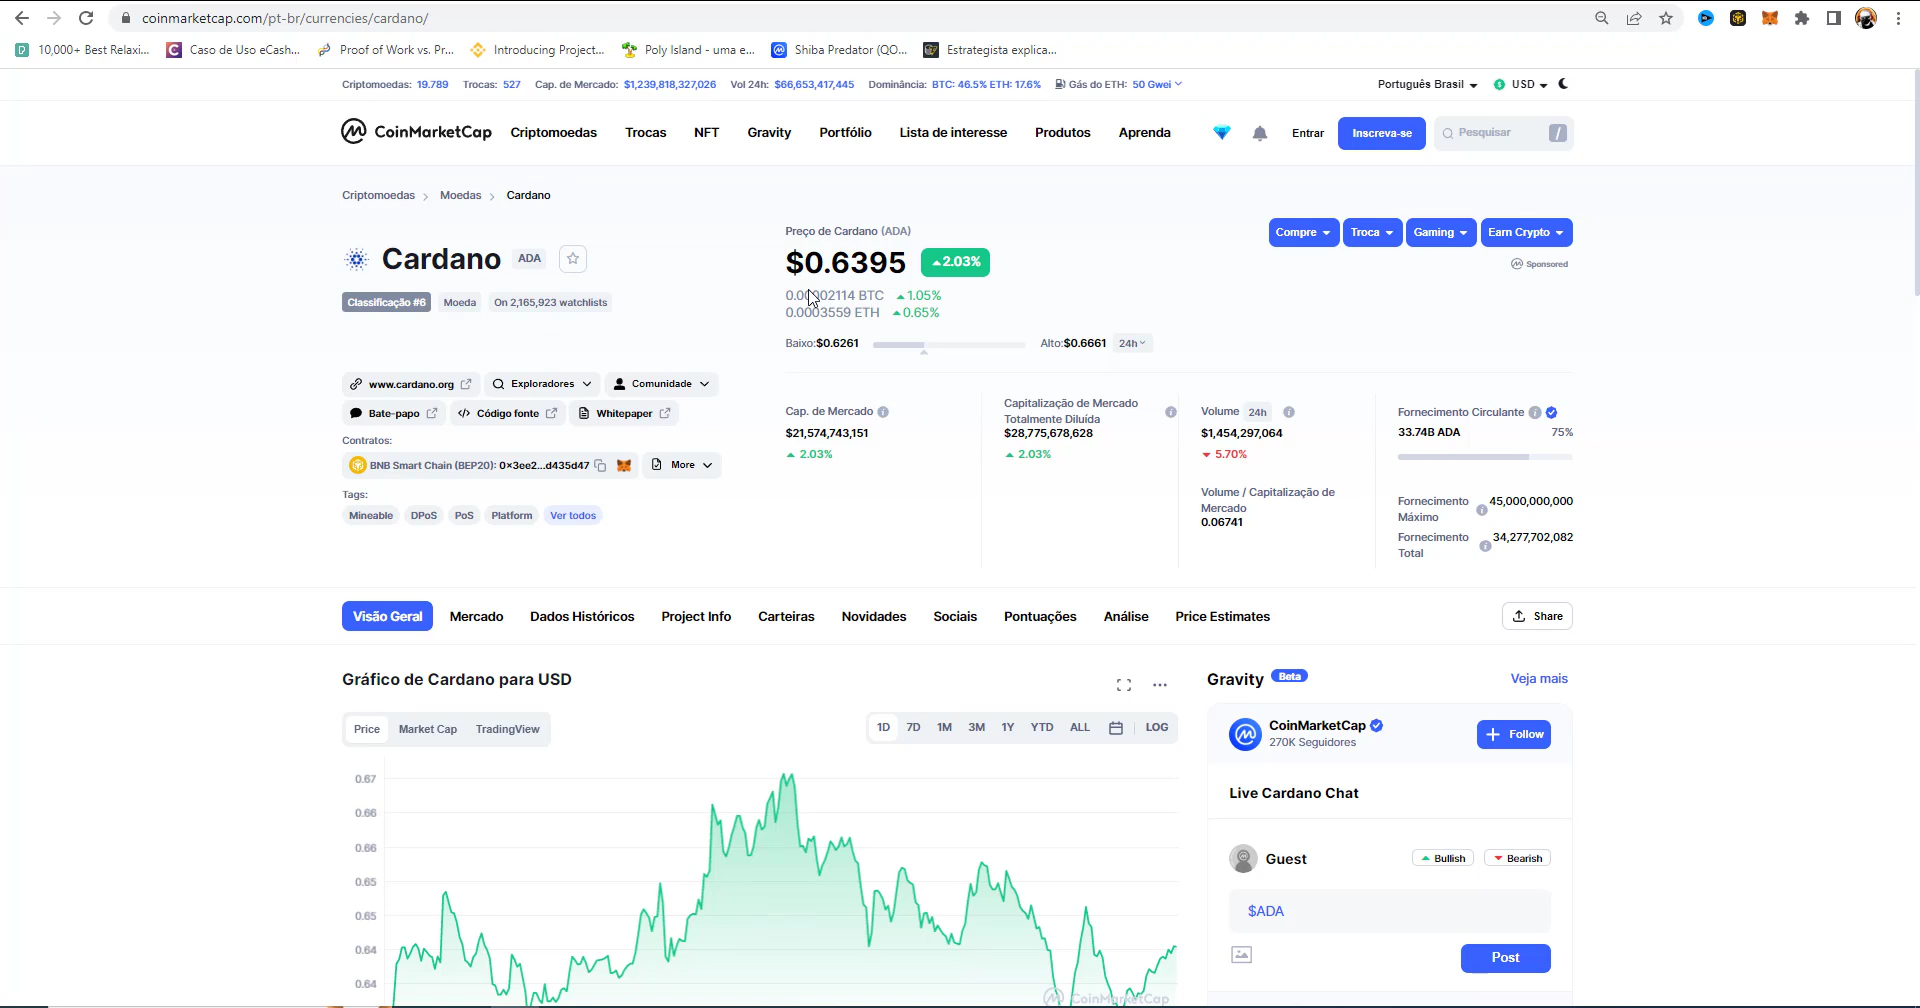 coinmarketcap.com/pt-br/currencies/cardano/
10,000+ Best Relaxi... Caso de Uso eCash... Proof of Work vs. Pr... Introducing Project... Poly Island - uma e... Shiba Predator (QO... Estrategista explica...
Criptomoedas: 19.789 Trocas: 527 Cap. de Mercado: $1,239,818,327,026 Vol 24h: $66,653,417,445 Dominância: BTC: 46.5% ETH: 17.6% Gás do ETH: 50 Gwei Português Brasil USD
CoinMarketCap Criptomoedas Trocas NFT Gravity Portfólio Lista de interesse Produtos Aprenda Entrar Inscreva-se Pesquisar /
Criptomoedas Moedas Cardano
Preço de Cardano (ADA)
Compre Troca Gaming Earn Crypto
Cardano ADA
$0.6395 2.03%
Sponsored
Classificação #6 Moeda On 2,165,923 watchlists
0.00002114 BTC 1.05%
0.0003559 ETH 0.65%
Baixo:$0.6261 Alto:$0.6661 24h
www.cardano.org Exploradores Comunidade
Bate-papo Código fonte Whitepaper
Contratos:
BNB Smart Chain (BEP20): 0x3ee2...d435d47 More
Tags:
Mineable DPoS PoS Platform Ver todos
Cap. de Mercado
$21,574,743,151
2.03%
Capitalização de Mercado
Totalmente Diluída
$28,775,678,628
2.03%
Volume 24h
$1,454,297,064
5.70%
Volume / Capitalização de
Mercado
0.06741
Fornecimento Circulante
33.74B ADA 75%
Fornecimento
Máximo
45,000,000,000
Fornecimento
Total
34,277,702,082
Visão Geral Mercado Dados Históricos Project Info Carteiras Novidades Sociais Pontuações Análise Price Estimates Share
Gráfico de Cardano para USD
Price Market Cap TradingView
1D 7D 1M 3M 1Y YTD ALL LOG
0.67
0.66
0.66
0.65
0.65
0.64
0.64
CoinMarketCap
Gravity Beta Veja mais
CoinMarketCap
270K Seguidores
Follow
Live Cardano Chat
Guest Bullish Bearish
$ADA
Post